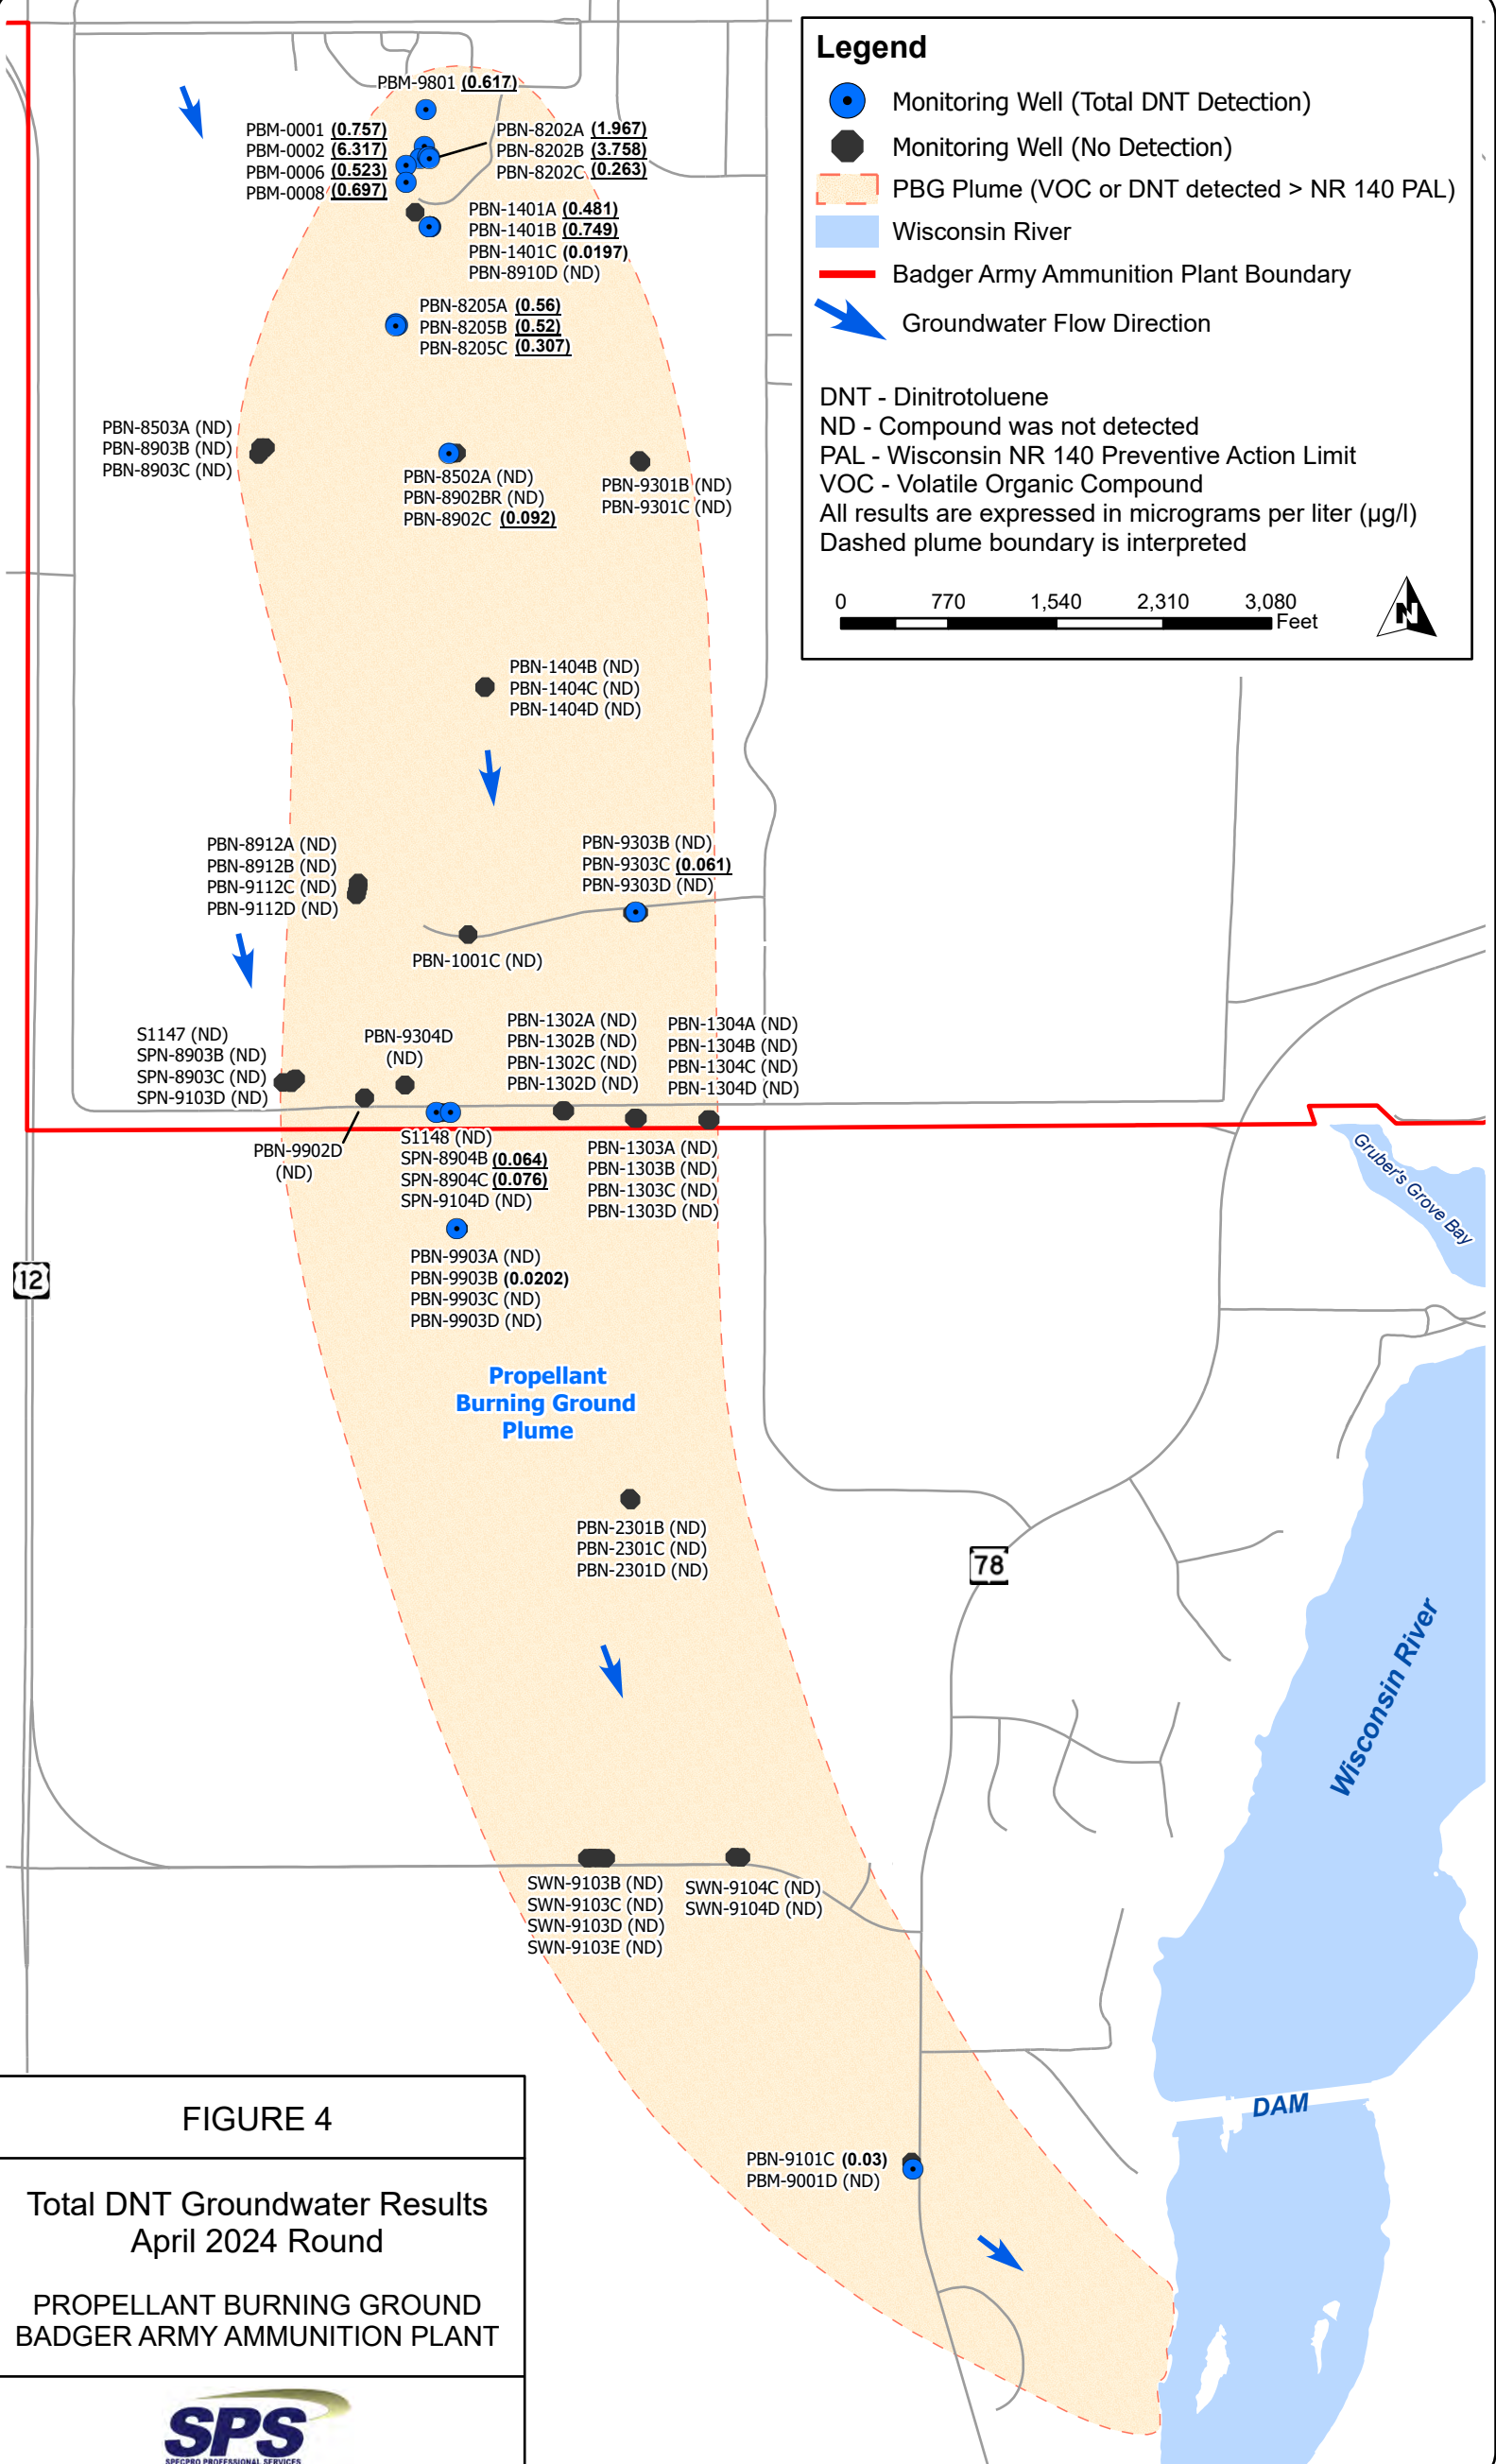 PBM-9801 (0.617)
PBM-0001 (0.757)
PBM-0002 (6.317)
PBM-0006 (0.523)
PBM-0008 (0.697)
PBN-8202A (1.967)
PBN-8202B (3.758)
PBN-8202C (0.263)
PBN-1401A (0.481)
PBN-1401B (0.749)
PBN-1401C (0.0197)
PBN-8910D (ND)
PBN-8205A (0.56)
PBN-8205B (0.52)
PBN-8205C (0.307)
PBN-8503A (ND)
PBN-8903B (ND)
PBN-8903C (ND)
PBN-8502A (ND)
PBN-8902BR (ND)
PBN-8902C (0.092)
PBN-9301B (ND)
PBN-9301C (ND)
Legend
Monitoring Well (Total DNT Detection)
Monitoring Well (No Detection)
PBG Plume (VOC or DNT detected > NR 140 PAL)
Wisconsin River
Badger Army Ammunition Plant Boundary
Groundwater Flow Direction
DNT - Dinitrotoluene
ND - Compound was not detected
PAL - Wisconsin NR 140 Preventive Action Limit
VOC - Volatile Organic Compound
All results are expressed in micrograms per liter (µg/l)
Dashed plume boundary is interpreted
0 770 1,540 2,310 3,080
Feet
N
PBN-1404B (ND)
PBN-1404C (ND)
PBN-1404D (ND)
PBN-8912A (ND)
PBN-8912B (ND)
PBN-9112C (ND)
PBN-9112D (ND)
PBN-9303B (ND)
PBN-9303C (0.061)
PBN-9303D (ND)
PBN-1001C (ND)
S1147 (ND)
SPN-8903B (ND)
SPN-8903C (ND)
SPN-9103D (ND)
PBN-9304D
(ND)
PBN-1302A (ND)
PBN-1302B (ND)
PBN-1302C (ND)
PBN-1302D (ND)
PBN-1304A (ND)
PBN-1304B (ND)
PBN-1304C (ND)
PBN-1304D (ND)
PBN-9902D
(ND)
S1148 (ND)
SPN-8904B (0.064)
SPN-8904C (0.076)
SPN-9104D (ND)
PBN-1303A (ND)
PBN-1303B (ND)
PBN-1303C (ND)
PBN-1303D (ND)
Gruber's Grove Bay
12
PBN-9903A (ND)
PBN-9903B (0.0202)
PBN-9903C (ND)
PBN-9903D (ND)
Propellant
Burning Ground
Plume
PBN-2301B (ND)
PBN-2301C (ND)
PBN-2301D (ND)
78
Wisconsin River
SWN-9103B (ND)
SWN-9103C (ND)
SWN-9103D (ND)
SWN-9103E (ND)
SWN-9104C (ND)
SWN-9104D (ND)
DAM
PBN-9101C (0.03)
PBM-9001D (ND)
FIGURE 4
Total DNT Groundwater Results
April 2024 Round
PROPELLANT BURNING GROUND
BADGER ARMY AMMUNITION PLANT
SPS
SPECPRO PROFESSIONAL SERVICES